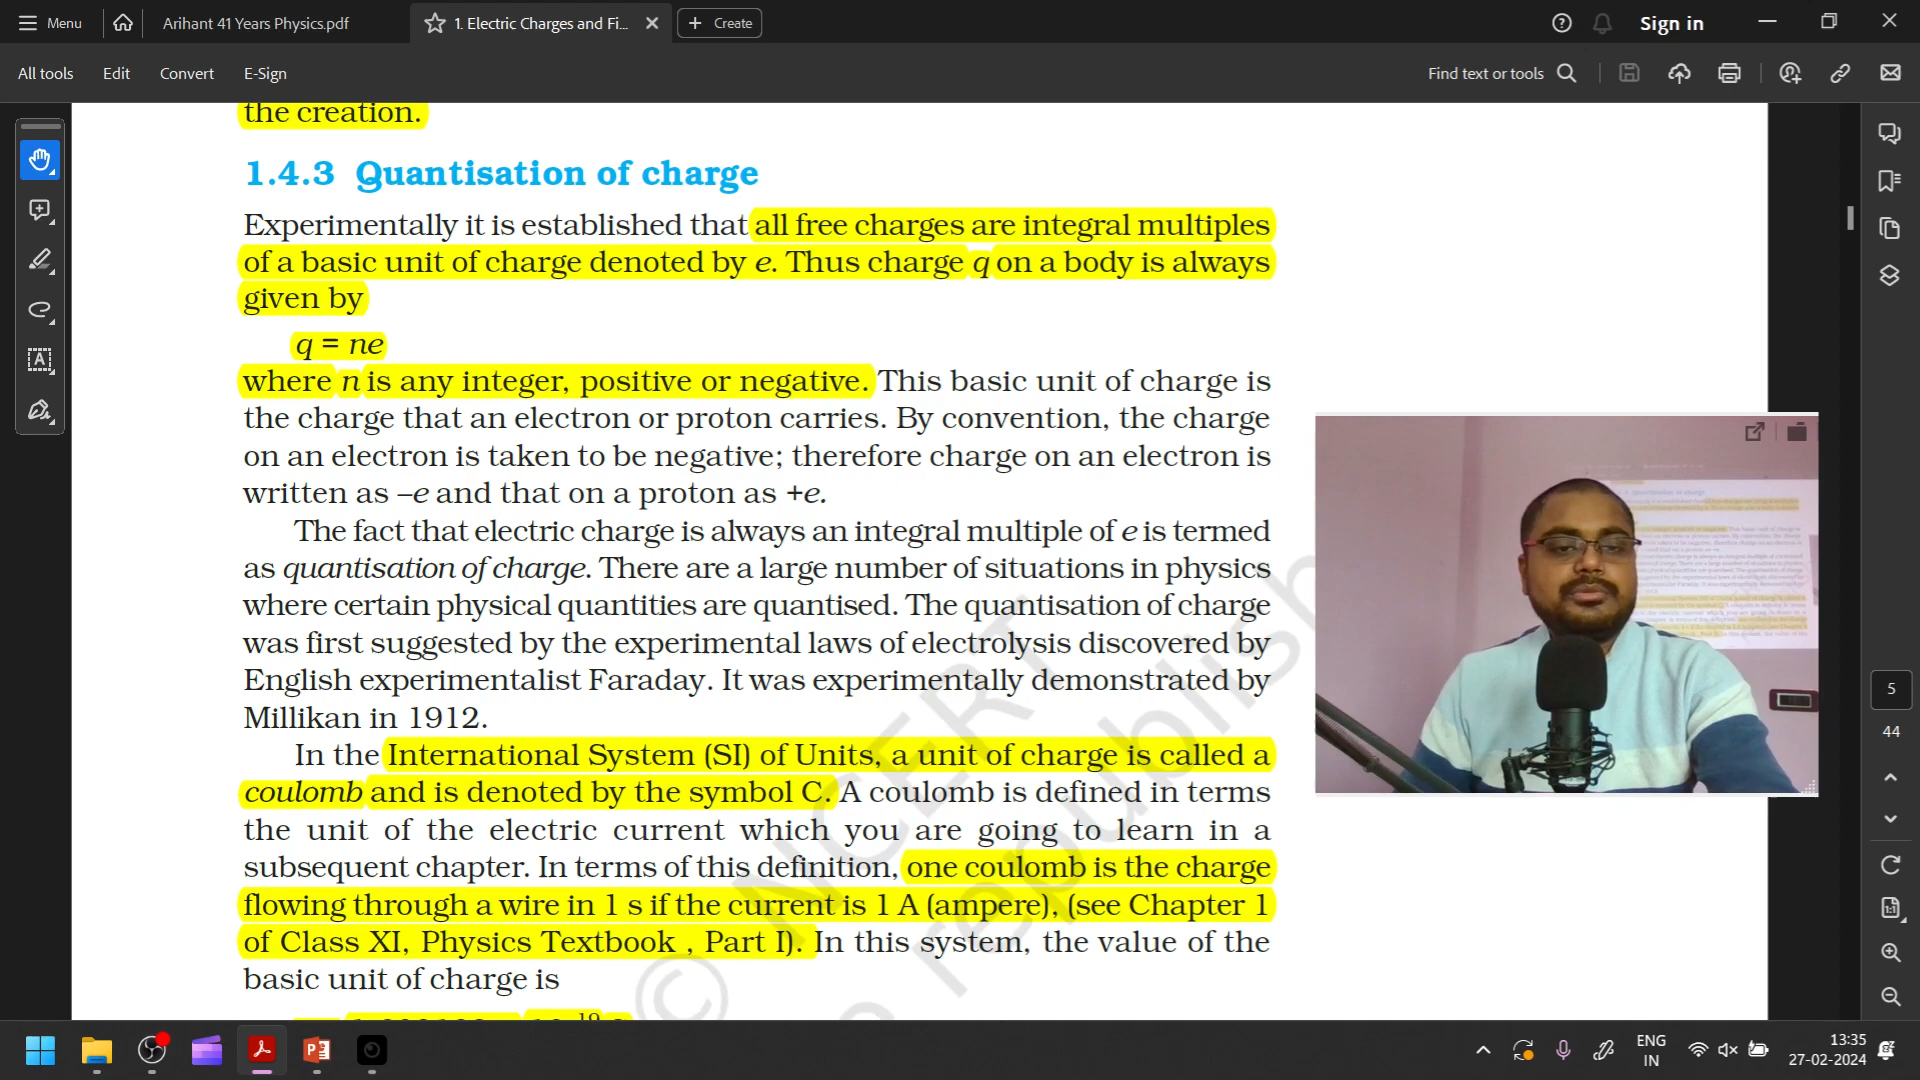 Menu
Arihant 41 Years Physics.pdf
1. Electric Charges and Fi...
Create
Sign in
All tools
Edit
Convert
E-Sign
Find text or tools
the creation.
1.4.3 Quantisation of charge
Experimentally it is established that all free charges are integral multiples
of a basic unit of charge denoted by e. Thus charge q on a body is always
given by
q = ne
where n is any integer, positive or negative. This basic unit of charge is
the charge that an electron or proton carries. By convention, the charge
on an electron is taken to be negative; therefore charge on an electron is
written as –e and that on a proton as +e.
The fact that electric charge is always an integral multiple of e is termed
as quantisation of charge. There are a large number of situations in physics
where certain physical quantities are quantised. The quantisation of charge
was first suggested by the experimental laws of electrolysis discovered by
English experimentalist Faraday. It was experimentally demonstrated by
Millikan in 1912.
In the International System (SI) of Units, a unit of charge is called a
coulomb and is denoted by the symbol C. A coulomb is defined in terms
the unit of the electric current which you are going to learn in a
subsequent chapter. In terms of this definition, one coulomb is the charge
flowing through a wire in 1 s if the current is 1 A (ampere), (see Chapter 1
of Class XI, Physics Textbook , Part I). In this system, the value of the
basic unit of charge is
© NCERT
republish
5
44
ENG
IN
13:35
27-02-2024